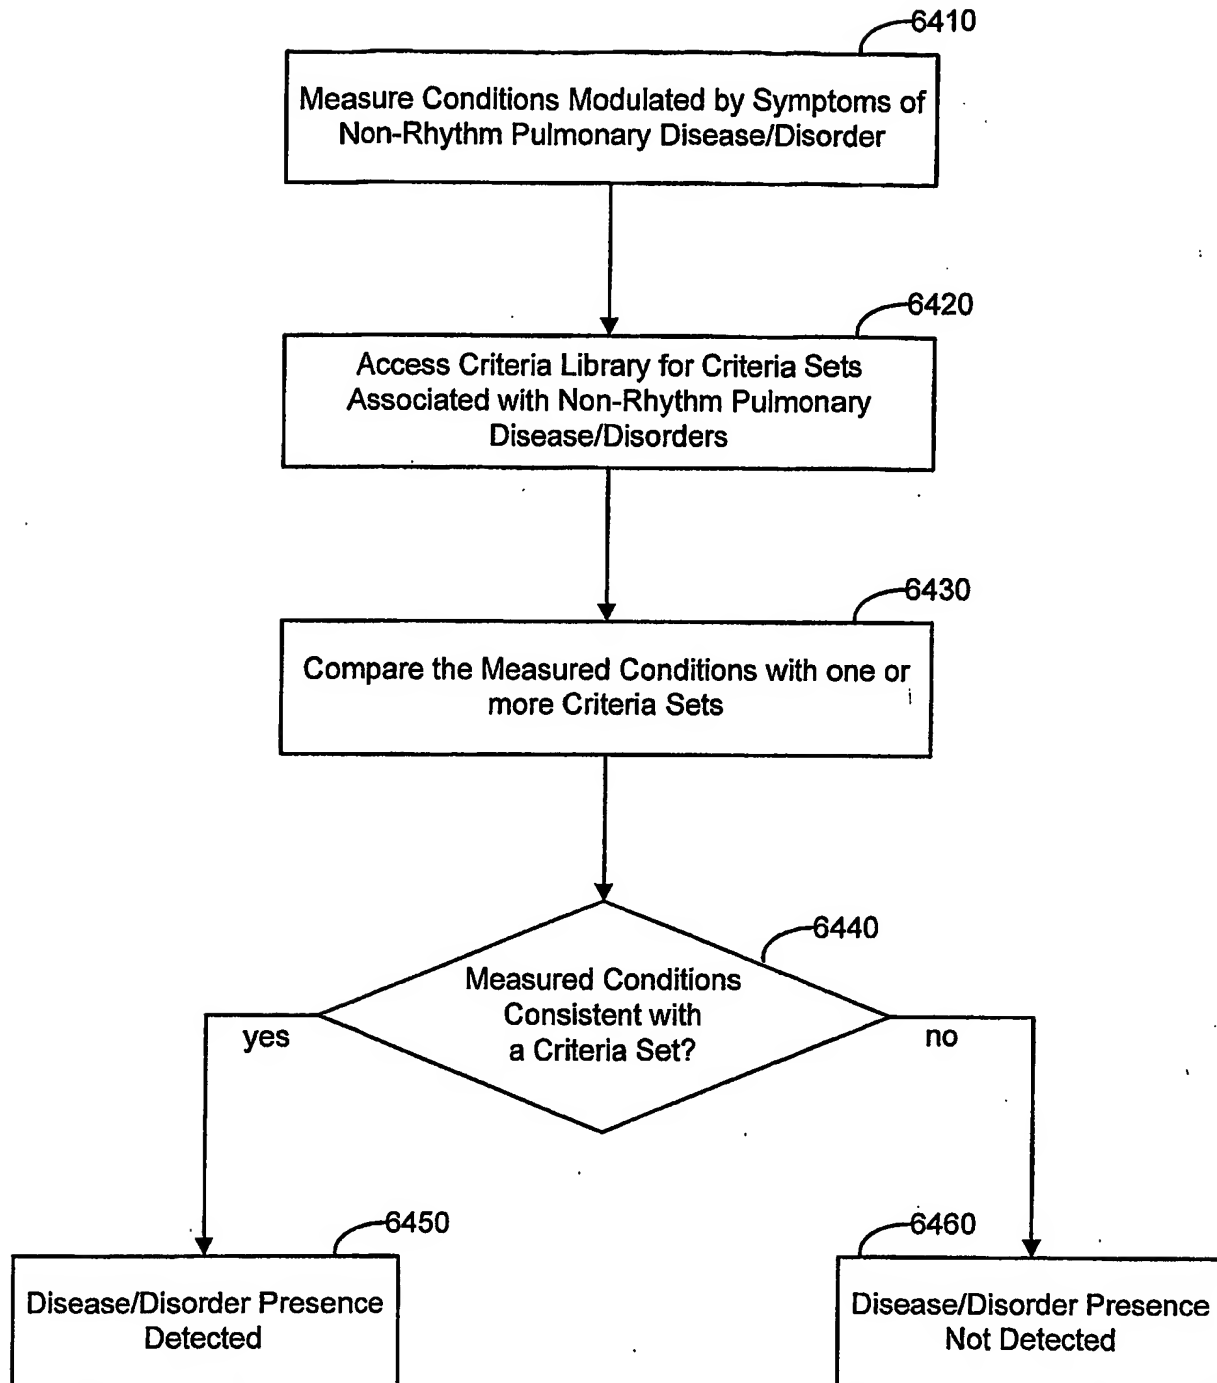 6410
Measure Conditions Modulated by Symptoms of
Non-Rhythm Pulmonary Disease/Disorder
6420
Access Criteria Library for Criteria Sets
Associated with Non-Rhythm Pulmonary
Disease/Disorders
6430
Compare the Measured Conditions with one or
more Criteria Sets
6440
Measured Conditions
Consistent with
a Criteria Set?
yes
no
6450
6460
Disease/Disorder Presence
Detected
Disease/Disorder Presence
Not Detected